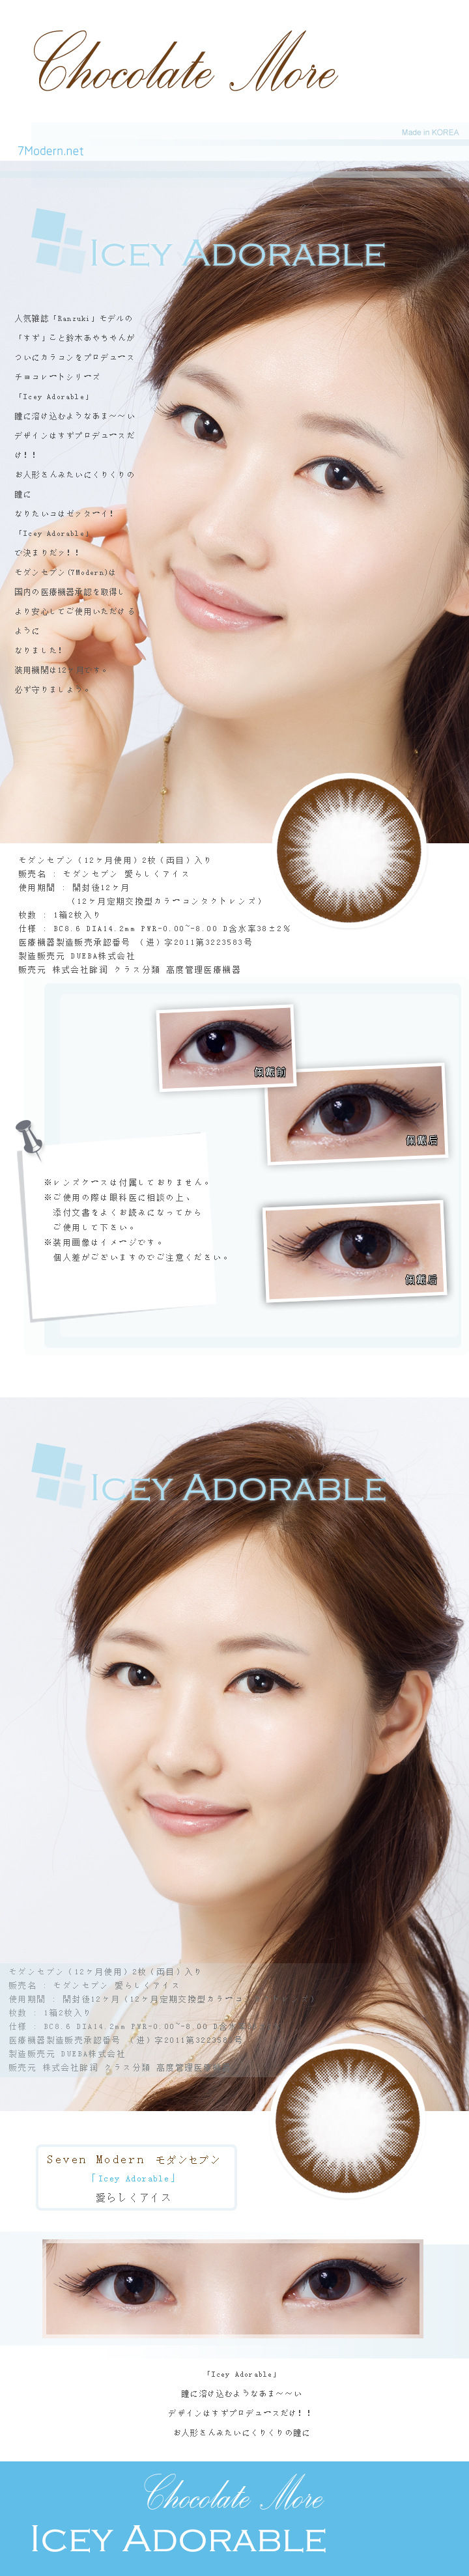 Chocolate More
Made in KOREA
7Modern.net
ICEY ADORABLE
人気雑誌「Ranzuki」モデルの
「すず」こと鈴木あやちゃんが
ついにカラコンをプロデュース
チョコレートシリーズ
「Icey Adorable」
瞳に溶け込むようなあま～～い
デザインはすずプロデュースだ
け！！
お人形さんみたいにくりくりの
瞳に
なりたいコはゼッターイ！
「Icey Adorable」
で決まりだッ！！
モダンセブン(7Modern)は
国内の医療機器承認を取得し
より安心してご使用いただける
ように
なりました！
装用機関は12ヶ月です。
必ず守りましょう。
モダンセブン（12ケ月使用）2枚（両目）入り
販売名 ： モダンセブン 愛らしくアイス
使用期間 ： 開封後12ケ月
（12ケ月定期交換型カラーコンタクトレンズ）
枚数 ： 1箱2枚入り
仕様 ： BC8.6 DIA14.2mm PWR-0.00~-8.00 D含水率38±2%
医療機器製造販売承認番号 （进）字2011第3223583号
製造販売元 DUEBA株式会社
販売元 株式会社眸润 クラス分類 高度管理医療機器
佩戴前
佩戴后
※レンズケースは付属しておりません。
※ご使用の際は眼科医に相談の上、
添付文書をよくお読みになってから
ご使用して下さい。
※装用画像はイメージです。
個人差がございますのでご注意ください。
佩戴后
ICEY ADORABLE
モダンセブン（12ケ月使用）2枚（両目）入り
販売名 ： モダンセブン 愛らしくアイス
使用期間 ： 開封後12ケ月（12ケ月定期交換型カラーコ
枚数 ： 1箱2枚入り
仕様 ： BC8.6 DIA14.2mm PWR-0.00~-8.00 D含水
医療機器製造販売承認番号 （进）字2011第3223583号
製造販売元 DUEBA株式会社
販売元 株式会社眸润 クラス分類 高度管理医療
Seven Modern モダンセブン
「Icey Adorable」
愛らしくアイス
「Icey Adorable」
瞳に溶け込むようなあま～～い
デザインはすずプロデュースだけ！！
お人形さんみたいにくりくりの瞳に
Chocolate More
ICEY ADORABLE